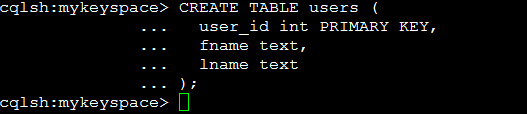 cqlsh:mykeyspace> CREATE TABLE users (
              ...   user_id int PRIMARY KEY,
              ...   fname text,
              ...   lname text
              ... );
cqlsh:mykeyspace>